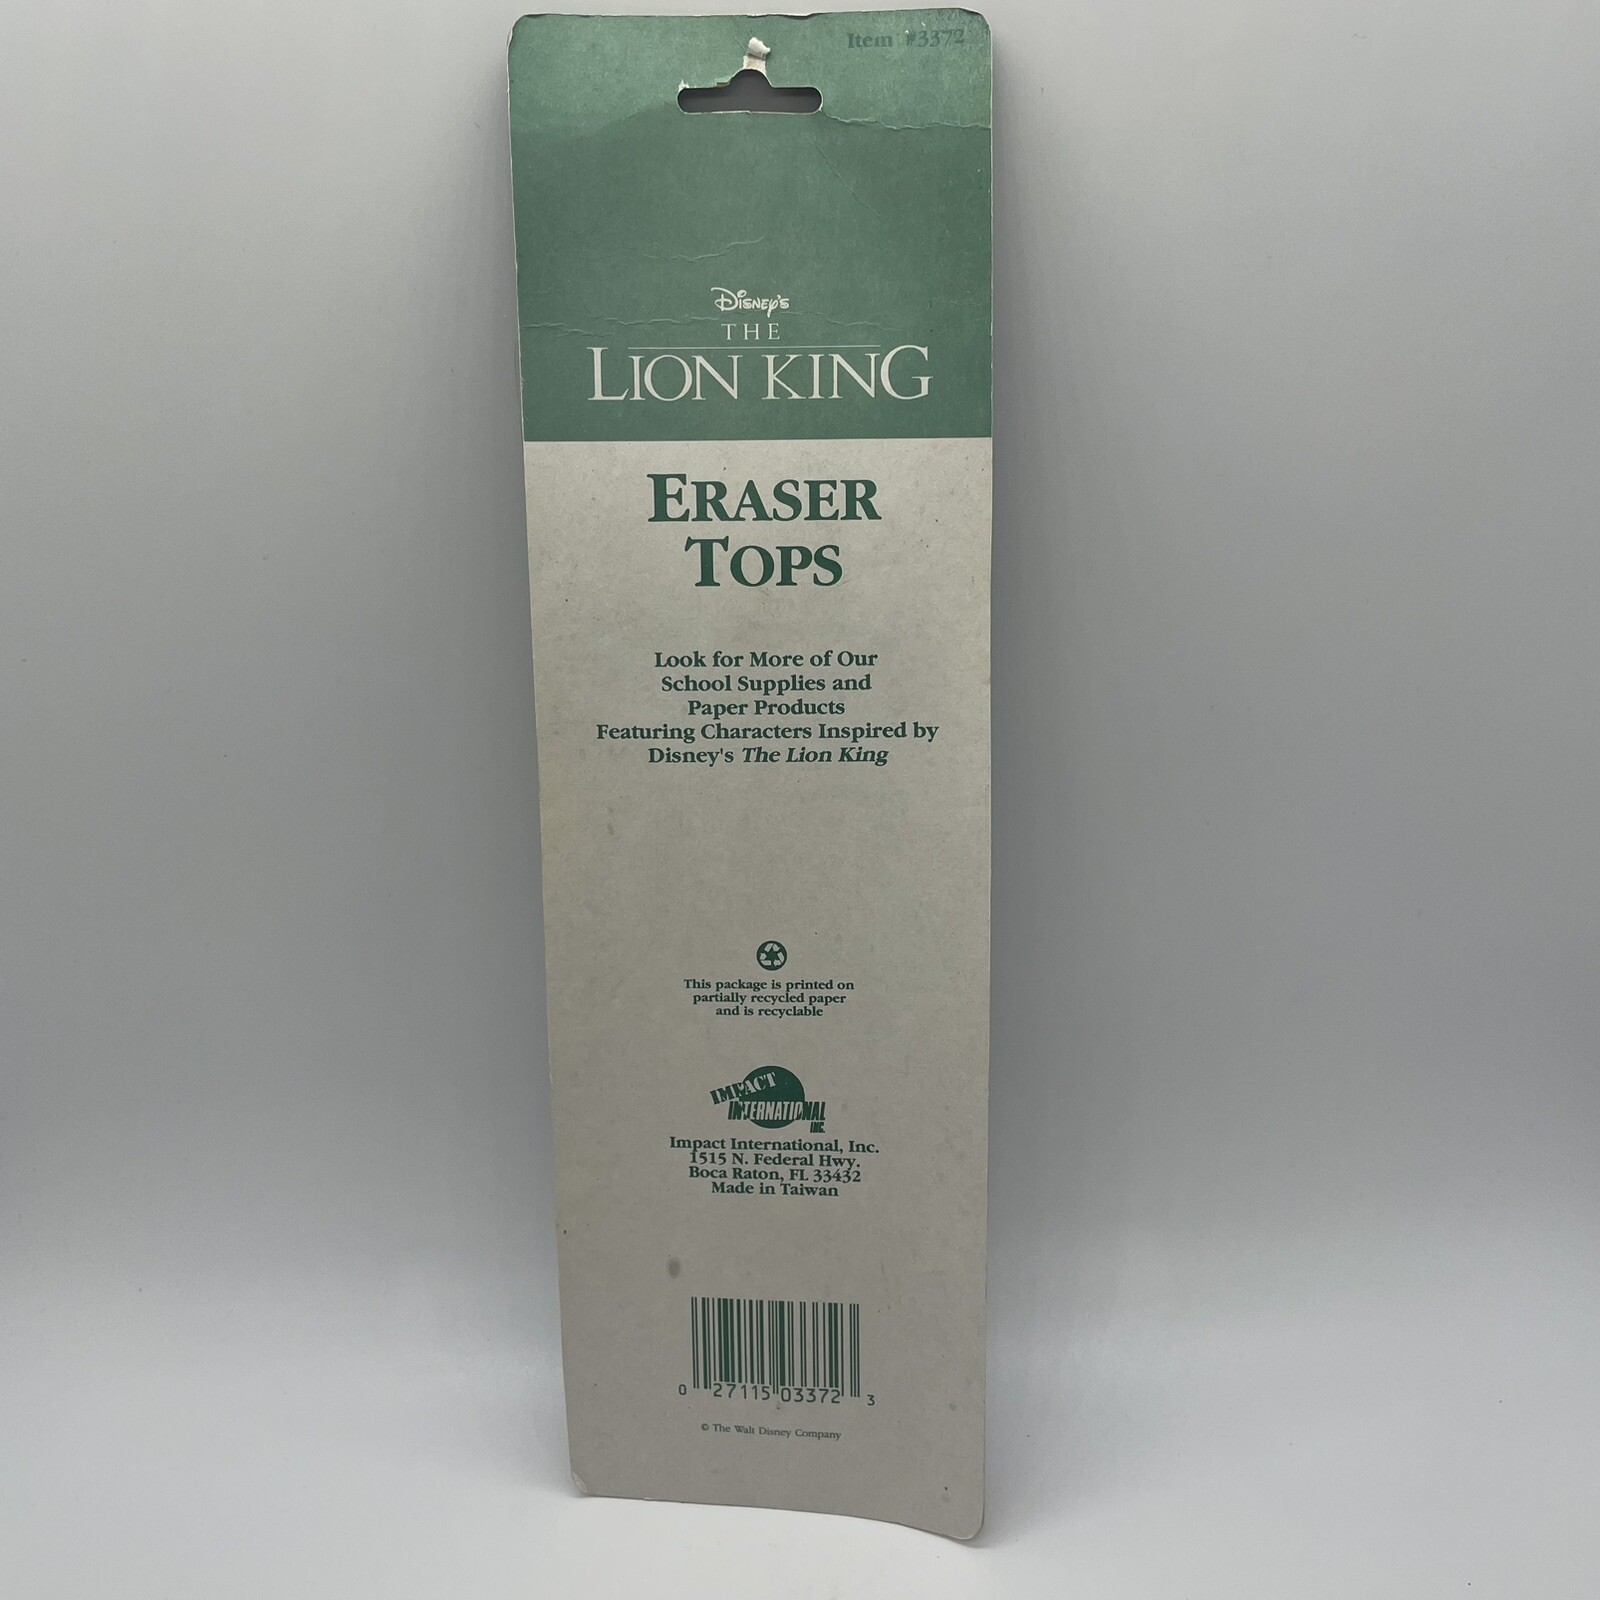 Item #3372
Disney's
THE
LION KING
ERASER
TOPS
Look for More of Our
School Supplies and
Paper Products
Featuring Characters Inspired by
Disney's The Lion King
This package is printed on
partially recycled paper
and is recyclable
IMPACT
INTERNATIONAL
INC.
Impact International, Inc.
1515 N. Federal Hwy.
Boca Raton, FL 33432
Made in Taiwan
0 27115 03372 3
© The Walt Disney Company